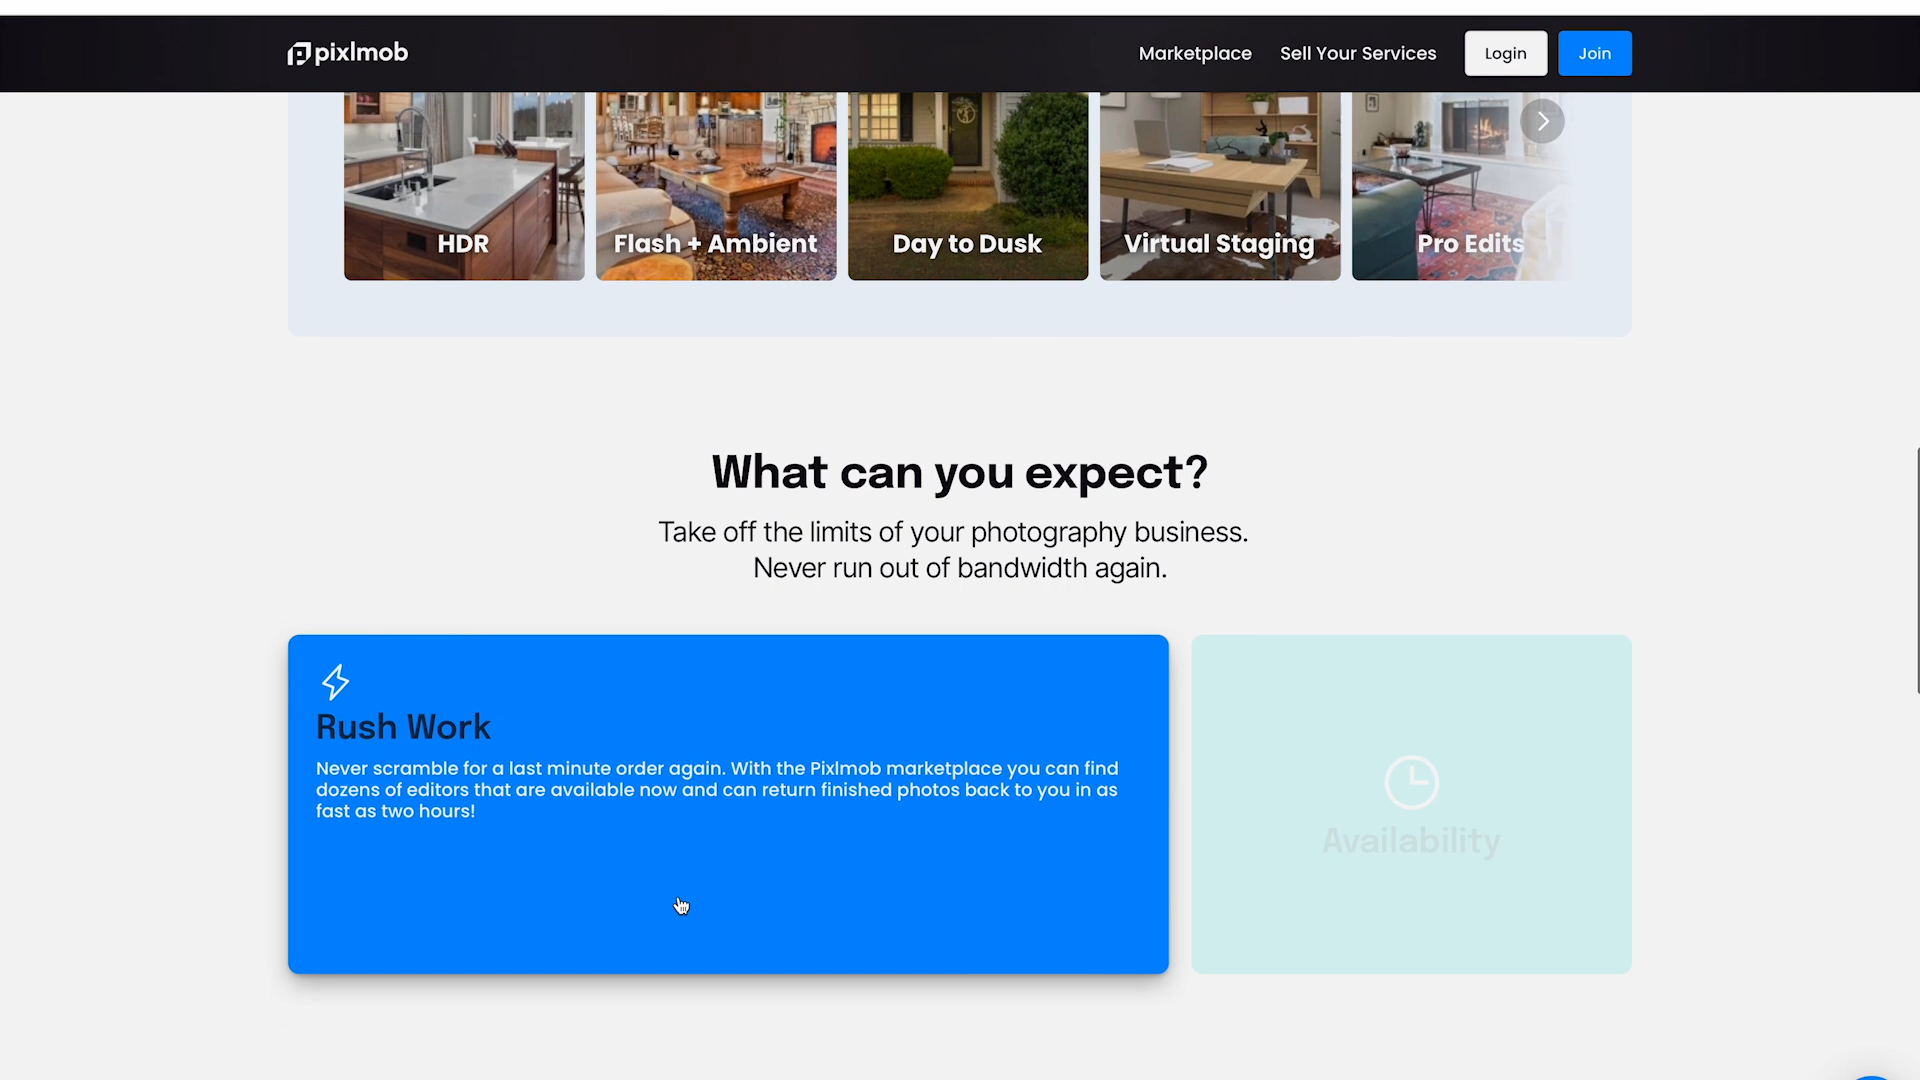 pixlmob
Marketplace
Sell Your Services
Login
Join
HDR
Flash + Ambient
Day to Dusk
Virtual Staging
Pro Edits
What can you expect?
Take off the limits of your photography business.
Never run out of bandwidth again.
Rush Work
Never scramble for a last minute order again. With the Pixlmob marketplace you can find
dozens of editors that are available now and can return finished photos back to you in as
fast as two hours!
Availability